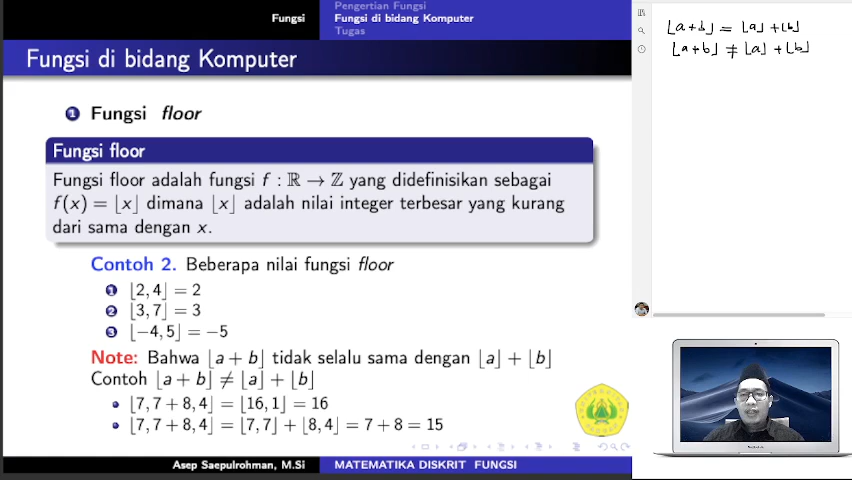 Fungsi
Pengertian Fungsi
Fungsi di bidang Komputer
Tugas
Fungsi di bidang Komputer
1 Fungsi floor
Fungsi floor
Fungsi floor adalah fungsi f : ℝ → ℤ yang didefinisikan sebagai
f(x) = ⌊x⌋ dimana ⌊x⌋ adalah nilai integer terbesar yang kurang
dari sama dengan x.
Contoh 2. Beberapa nilai fungsi floor
1 ⌊2,4⌋ = 2
2 ⌊3,7⌋ = 3
3 ⌊−4,5⌋ = −5
Note: Bahwa ⌊a + b⌋ tidak selalu sama dengan ⌊a⌋ + ⌊b⌋
Contoh ⌊a + b⌋ ≠ ⌊a⌋ + ⌊b⌋
• ⌊7,7 + 8,4⌋ = ⌊16,1⌋ = 16
• ⌊7,7 + 8,4⌋ = ⌊7,7⌋ + ⌊8,4⌋ = 7 + 8 = 15
Asep Saepulrohman, M.Si
MATEMATIKA DISKRIT FUNGSI
⌊a+b⌋ = ⌊a⌋ + ⌊b⌋
⌊a+b⌋ ≠ ⌊a⌋ + ⌊b⌋